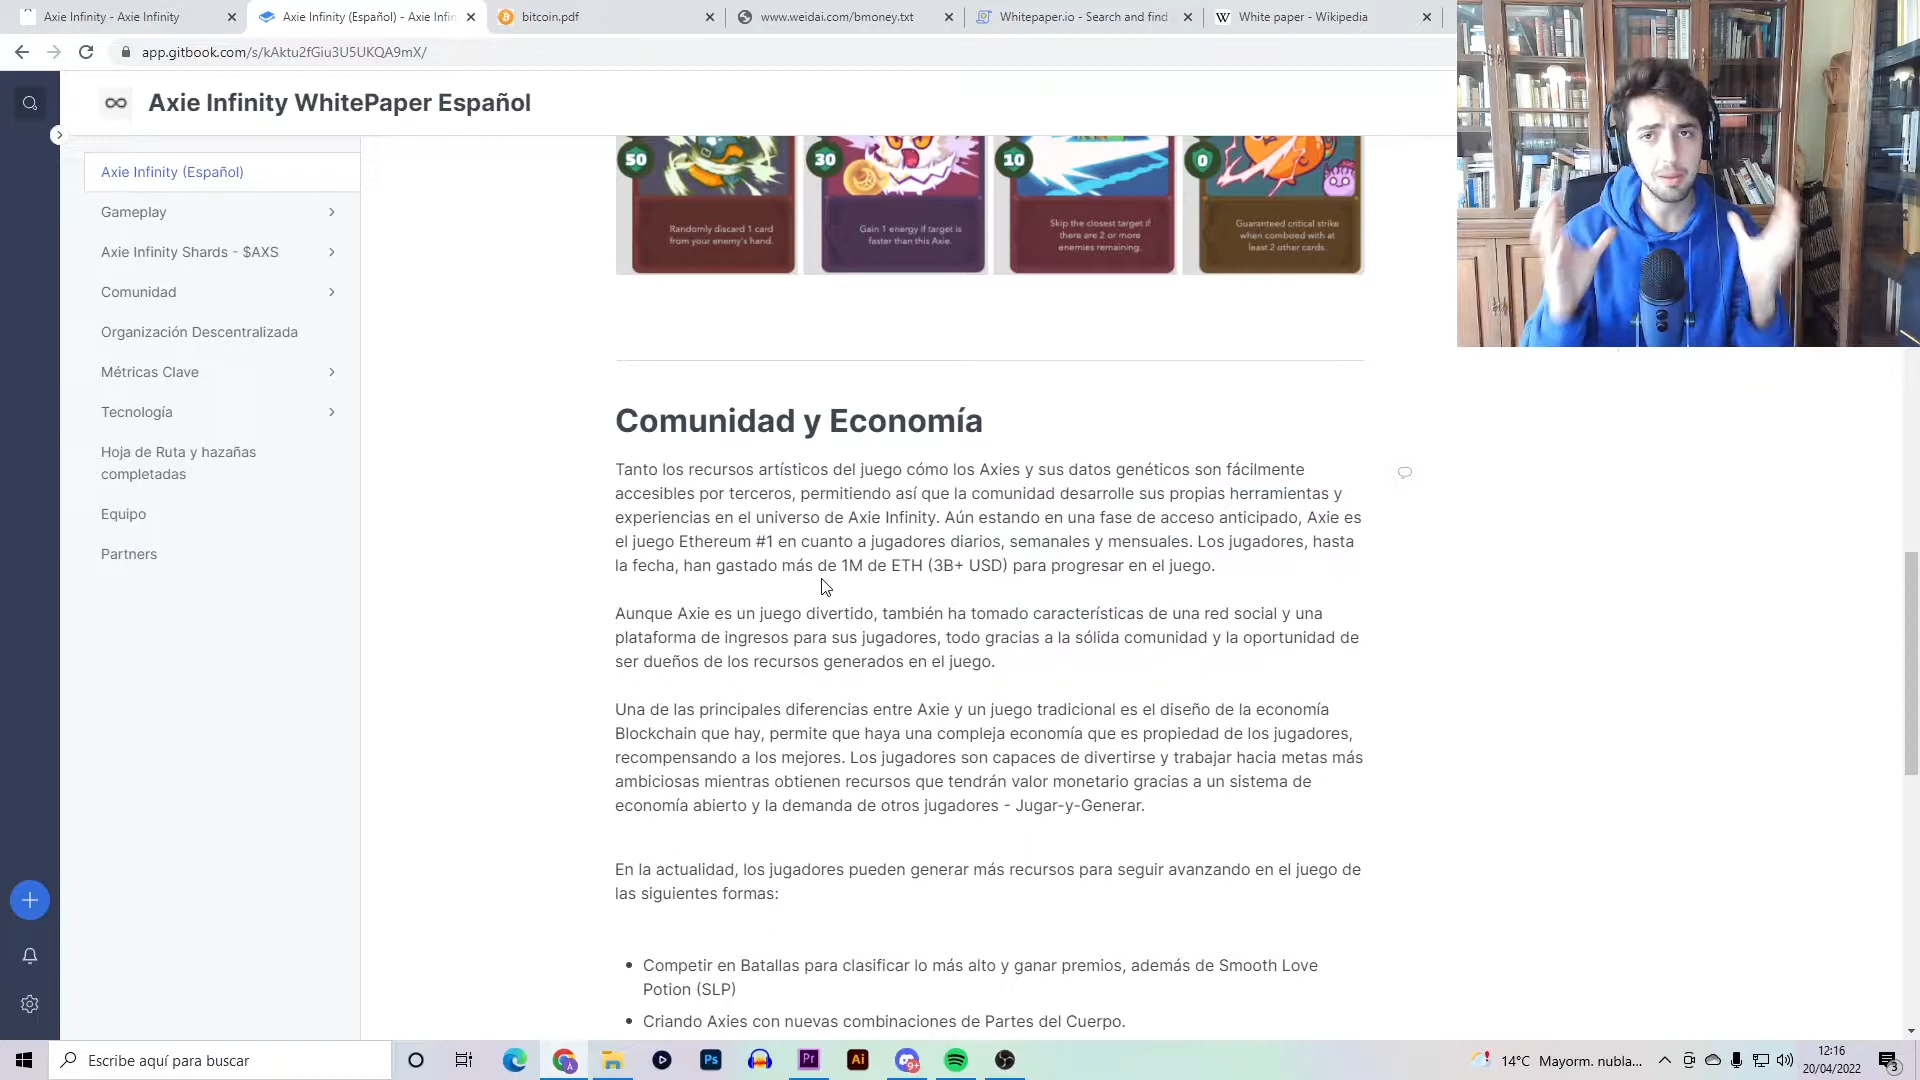 Axie Infinity - Axie Infinity
Axie Infinity (Español) - Axie Infin
bitcoin.pdf
www.weidai.com/bmoney.txt
Whitepaper.io - Search and find
White paper - Wikipedia
app.gitbook.com/s/kAktu2fGiu3U5UKQA9mX/
Axie Infinity WhitePaper Español
Axie Infinity (Español)
Gameplay
Axie Infinity Shards - $AXS
Comunidad
Organización Descentralizada
Métricas Clave
Tecnología
Hoja de Ruta y hazañas
completadas
Equipo
Partners
50
30
10
0
Randomly discard 1 card
from your enemy's hand.
Gain 1 energy if target is
faster than this Axie.
Skip the closest target if
there are 2 or more
enemies remaining.
Guaranteed critical strike
when comboed with at
least 2 other cards.
Comunidad y Economía
Tanto los recursos artísticos del juego cómo los Axies y sus datos genéticos son fácilmente
accesibles por terceros, permitiendo así que la comunidad desarrolle sus propias herramientas y
experiencias en el universo de Axie Infinity. Aún estando en una fase de acceso anticipado, Axie es
el juego Ethereum #1 en cuanto a jugadores diarios, semanales y mensuales. Los jugadores, hasta
la fecha, han gastado más de 1M de ETH (3B+ USD) para progresar en el juego.
Aunque Axie es un juego divertido, también ha tomado características de una red social y una
plataforma de ingresos para sus jugadores, todo gracias a la sólida comunidad y la oportunidad de
ser dueños de los recursos generados en el juego.
Una de las principales diferencias entre Axie y un juego tradicional es el diseño de la economía
Blockchain que hay, permite que haya una compleja economía que es propiedad de los jugadores,
recompensando a los mejores. Los jugadores son capaces de divertirse y trabajar hacia metas más
ambiciosas mientras obtienen recursos que tendrán valor monetario gracias a un sistema de
economía abierto y la demanda de otros jugadores - Jugar-y-Generar.
En la actualidad, los jugadores pueden generar más recursos para seguir avanzando en el juego de
las siguientes formas:
Competir en Batallas para clasificar lo más alto y ganar premios, además de Smooth Love
Potion (SLP)
Criando Axies con nuevas combinaciones de Partes del Cuerpo.
Escribe aquí para buscar
Ps
Pr
Ai
9+
14°C Mayorm. nubla...
12:16
20/04/2022
3